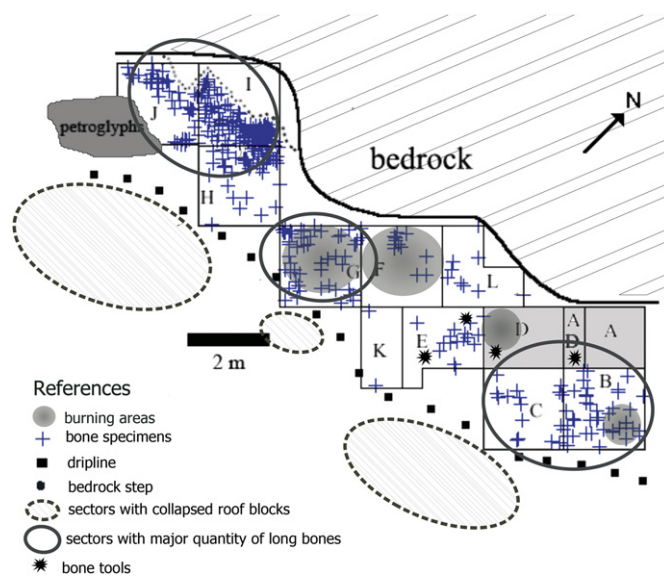 N
bedrock
I
J
petroglyphs
H
G
F
L
A
D
A
E
D
K
B
C
2 m
References
burning areas
bone specimens
dripline
bedrock step
sectors with collapsed roof blocks
sectors with major quantity of long bones
bone tools